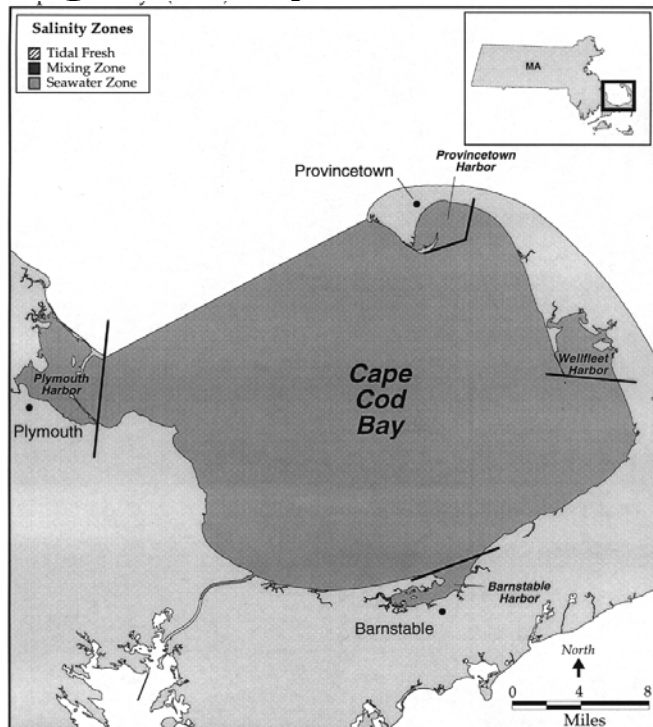 Salinity Zones
Tidal Fresh
Mixing Zone
Seawater Zone
MA
Provincetown
Harbor
Provincetown
Wellfleet
Harbor
Cape
Cod
Bay
Plymouth
Harbor
Plymouth
Barnstable
Harbor
Barnstable
North
0 4 8
Miles